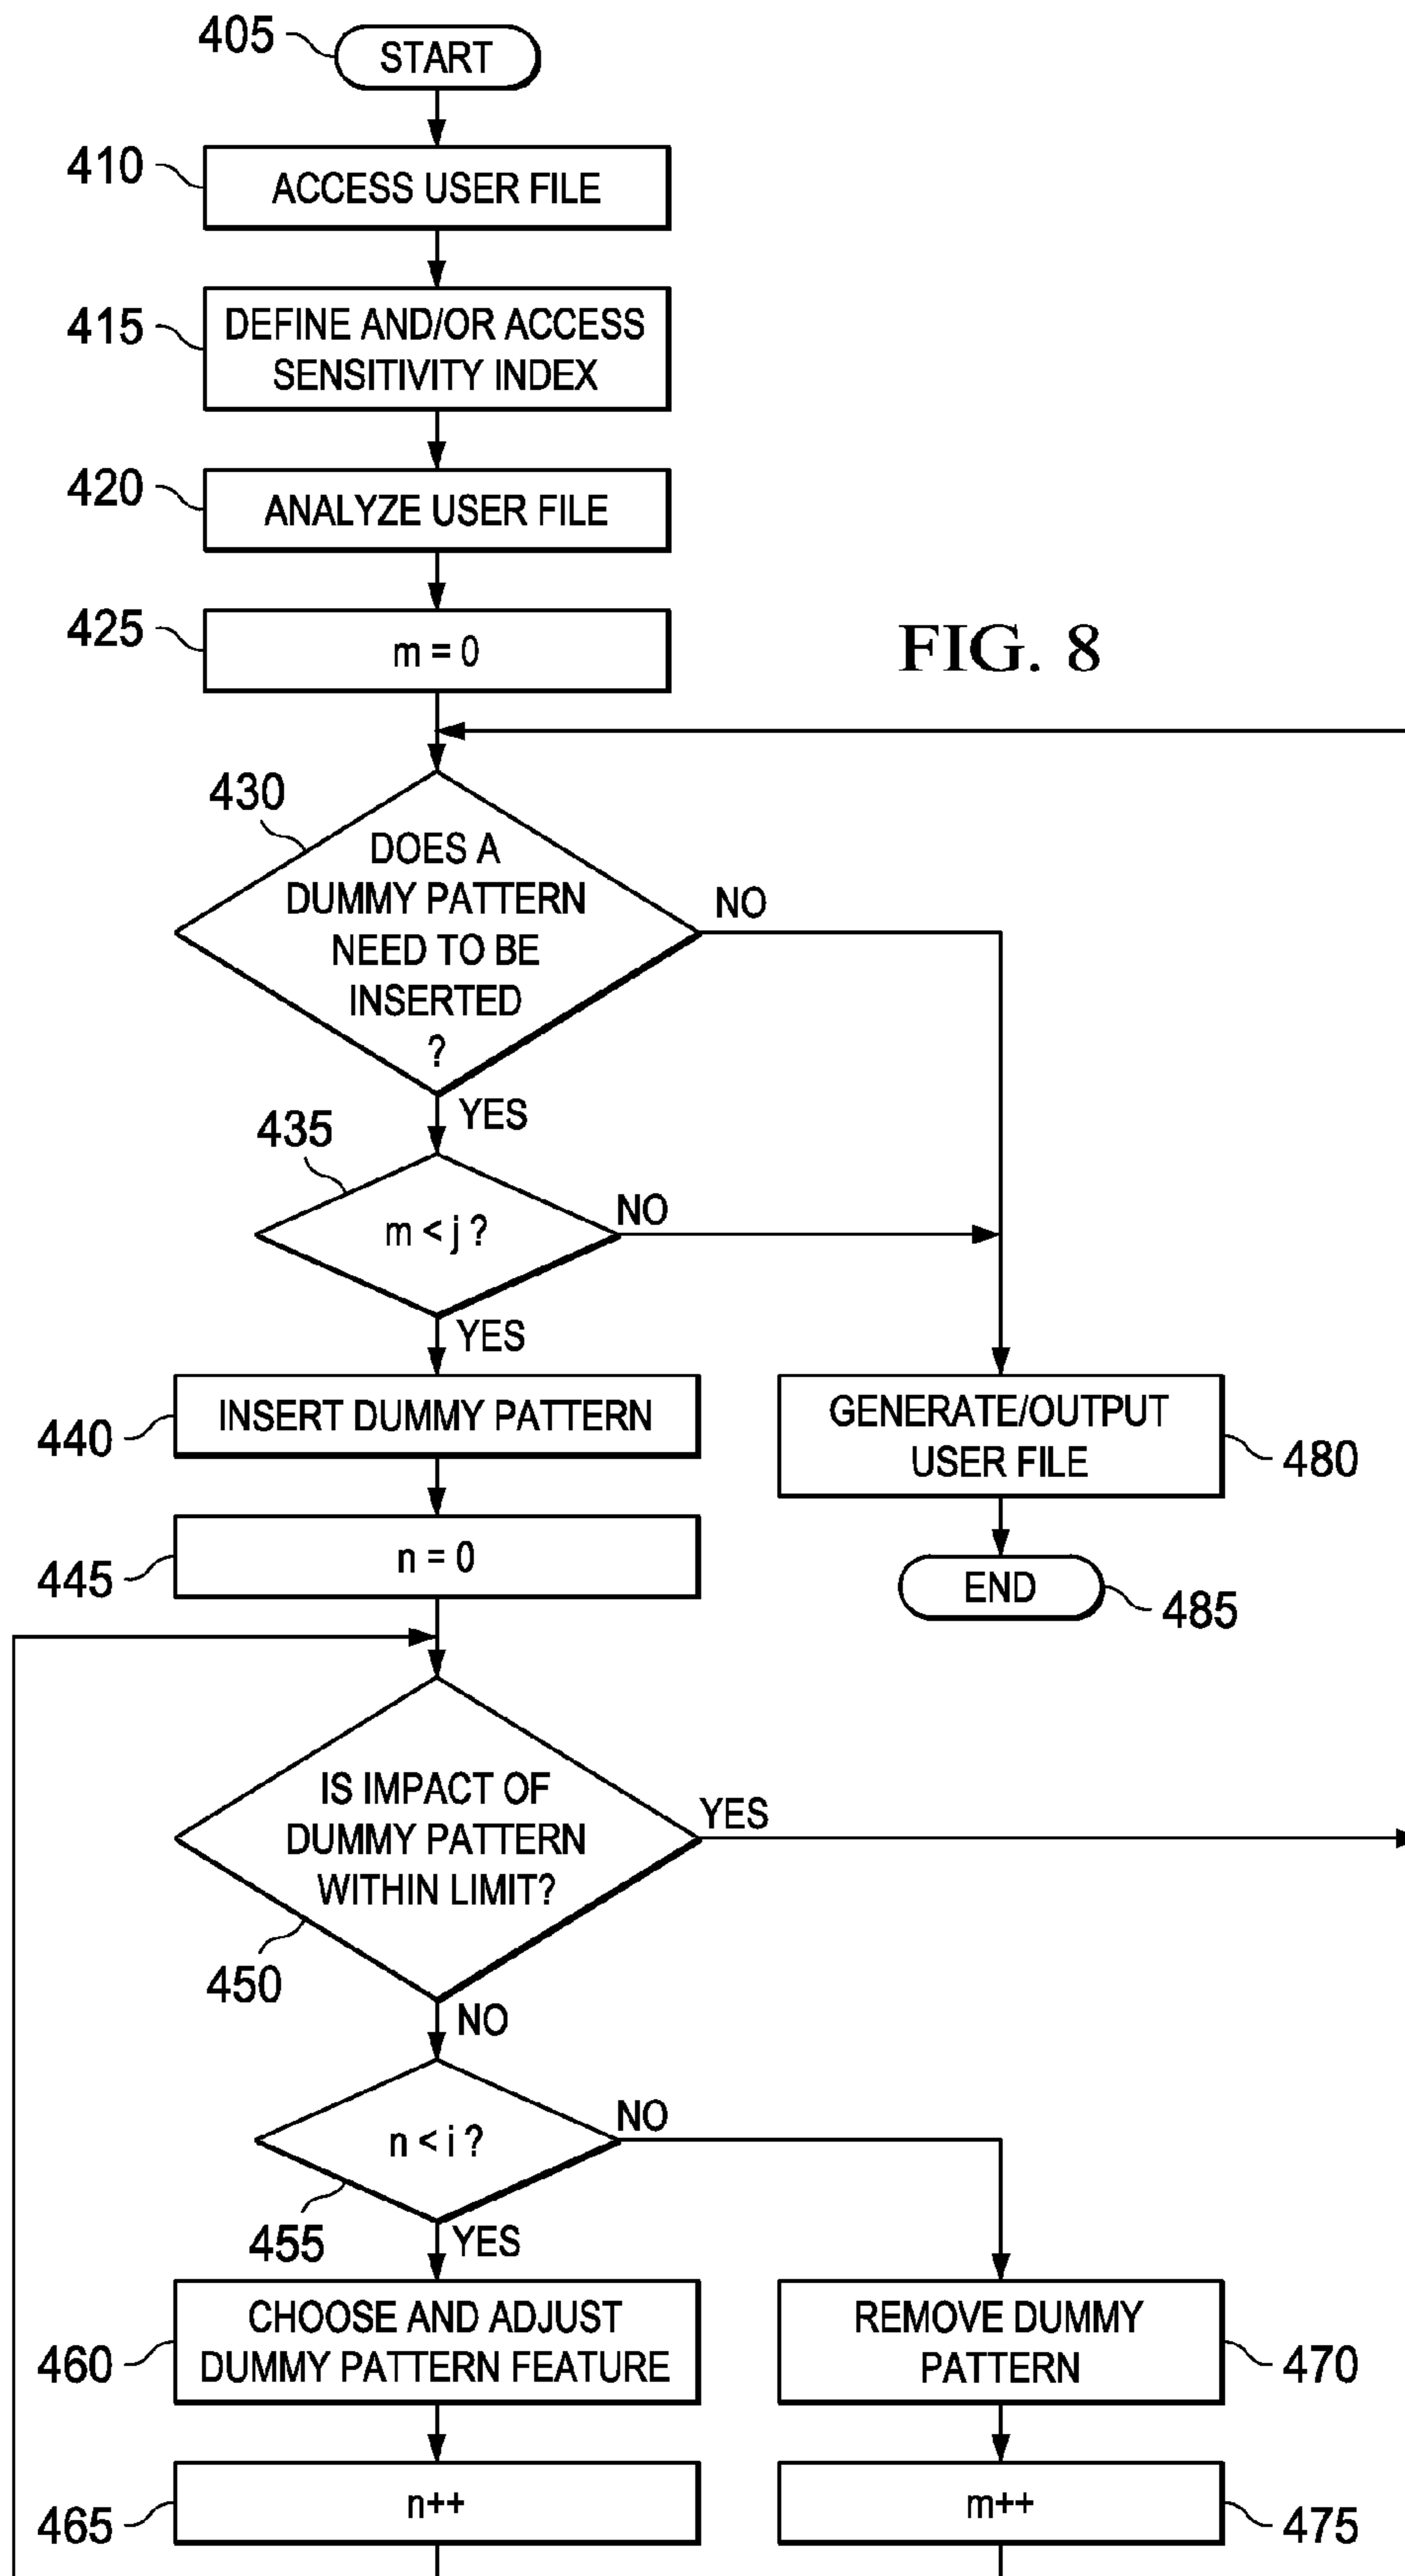 405
START
410
ACCESS USER FILE
415
DEFINE AND/OR ACCESS
SENSITIVITY INDEX
420
ANALYZE USER FILE
425
m = 0
FIG. 8
430
DOES A
DUMMY PATTERN
NEED TO BE
INSERTED
?
NO
YES
435
m < j ?
NO
YES
440
INSERT DUMMY PATTERN
GENERATE/OUTPUT
USER FILE
480
445
n = 0
END
485
IS IMPACT OF
DUMMY PATTERN
WITHIN LIMIT?
YES
450
NO
n < i ?
NO
455
YES
460
CHOOSE AND ADJUST
DUMMY PATTERN FEATURE
REMOVE DUMMY
PATTERN
470
465
n++
m++
475